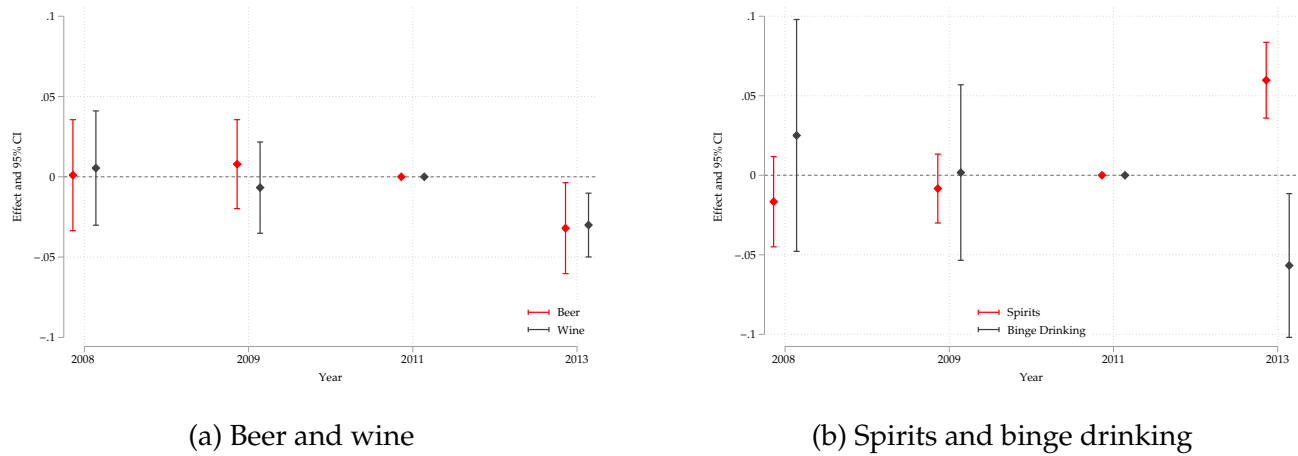 .1
.05
0
−.05
−.1
Effect and 95% CI
Beer
Wine
2008 2009 2011 2013
Year
(a) Beer and wine
.1
.05
0
−.05
−.1
Effect and 95% CI
Spirits
Binge Drinking
2008 2009 2011 2013
Year
(b) Spirits and binge drinking